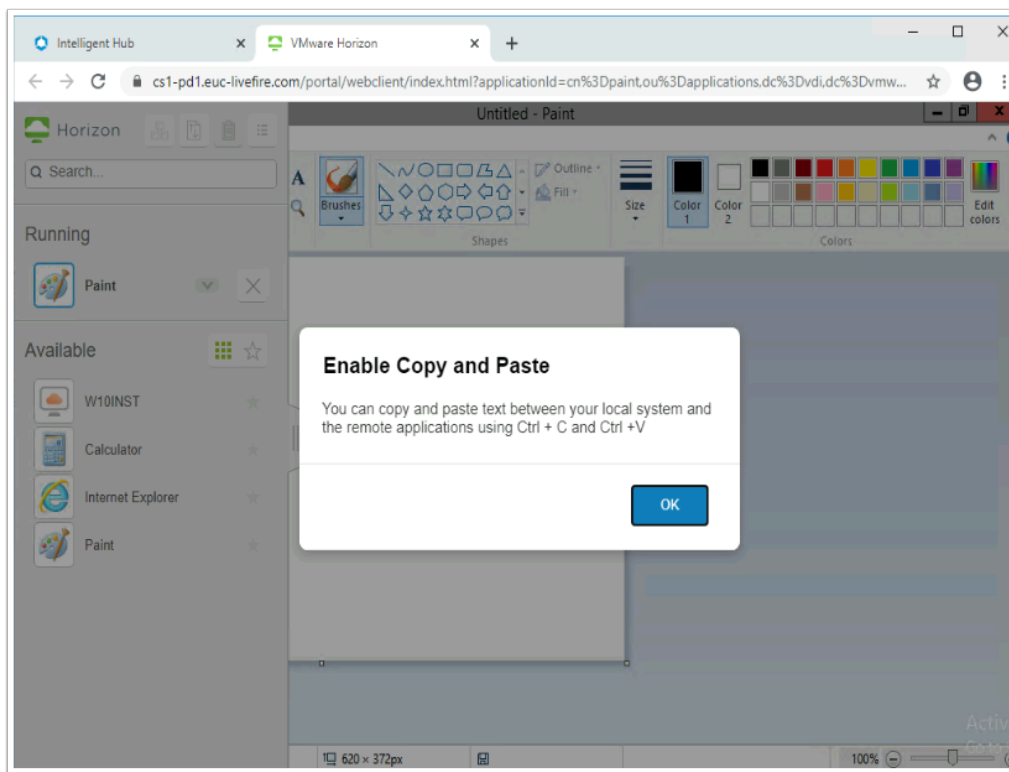 Intelligent Hub
VMware Horizon
cs1-pd1.euc-livefire.com/portal/webclient/index.html?applicationId=cn%3Dpaint,ou%3Dapplications,dc%3Dvdi,dc%3Dvmw...
Horizon
Untitled - Paint
Search...
A
Brushes
Outline
Fill
Shapes
Size
Color 1
Color 2
Edit colors
Colors
Running
Paint
Available
W10INST
Calculator
Internet Explorer
Paint
Enable Copy and Paste
You can copy and paste text between your local system and
the remote applications using Ctrl + C and Ctrl +V
OK
Activ
Go to
620 × 372px
100%